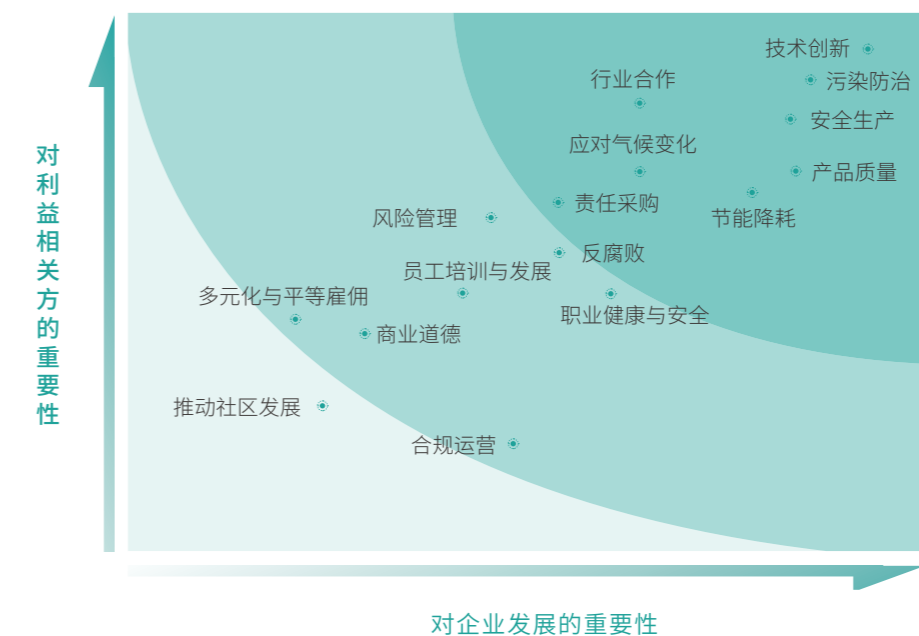 对利益相关方的重要性
技术创新
行业合作
污染防治
安全生产
应对气候变化
产品质量
责任采购
风险管理
节能降耗
反腐败
员工培训与发展
多元化与平等雇佣
职业健康与安全
商业道德
推动社区发展
合规运营
对企业发展的重要性